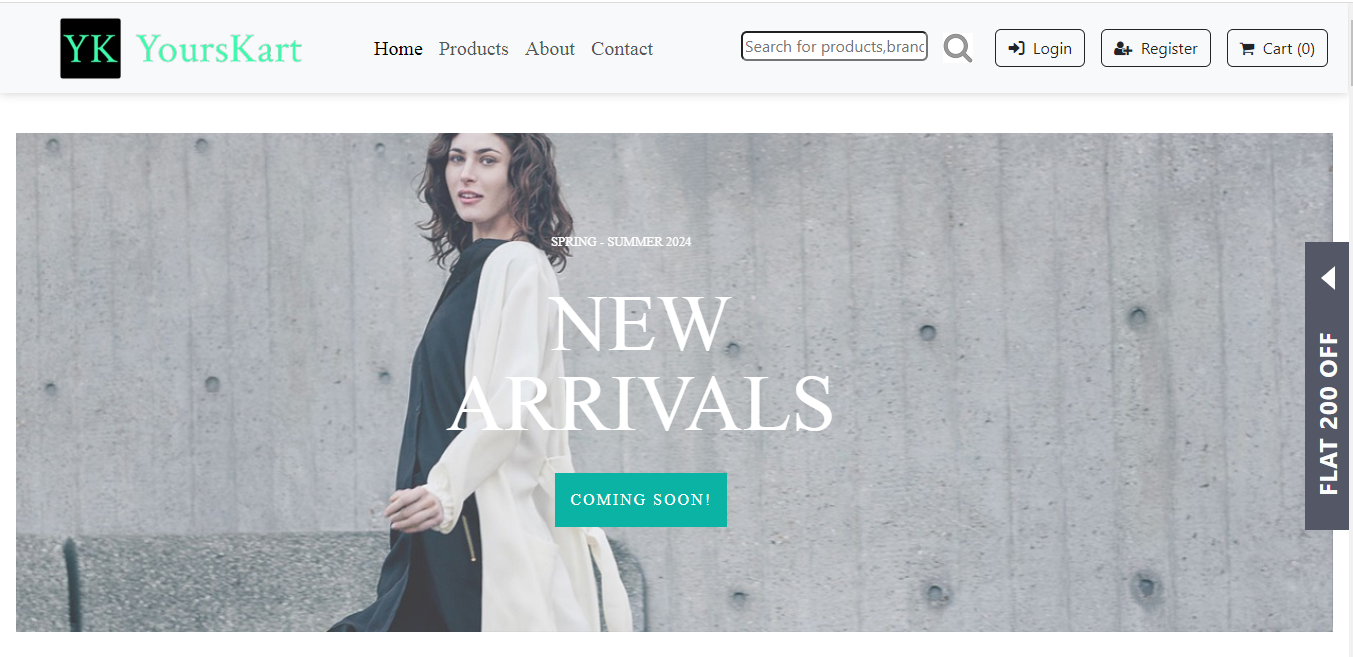 YK YoursKart
Home Products About Contact
Search for products,branc
Login
Register
Cart (0)
SPRING - SUMMER 2024
NEW
ARRIVALS
COMING SOON!
FLAT 200 OFF